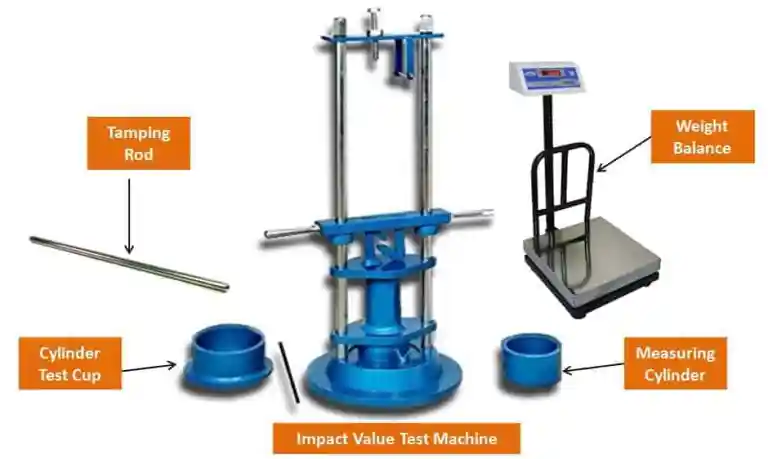 Tamping
Rod
Weight
Balance
Cylinder
Test Cup
Measuring
Cylinder
Impact Value Test Machine